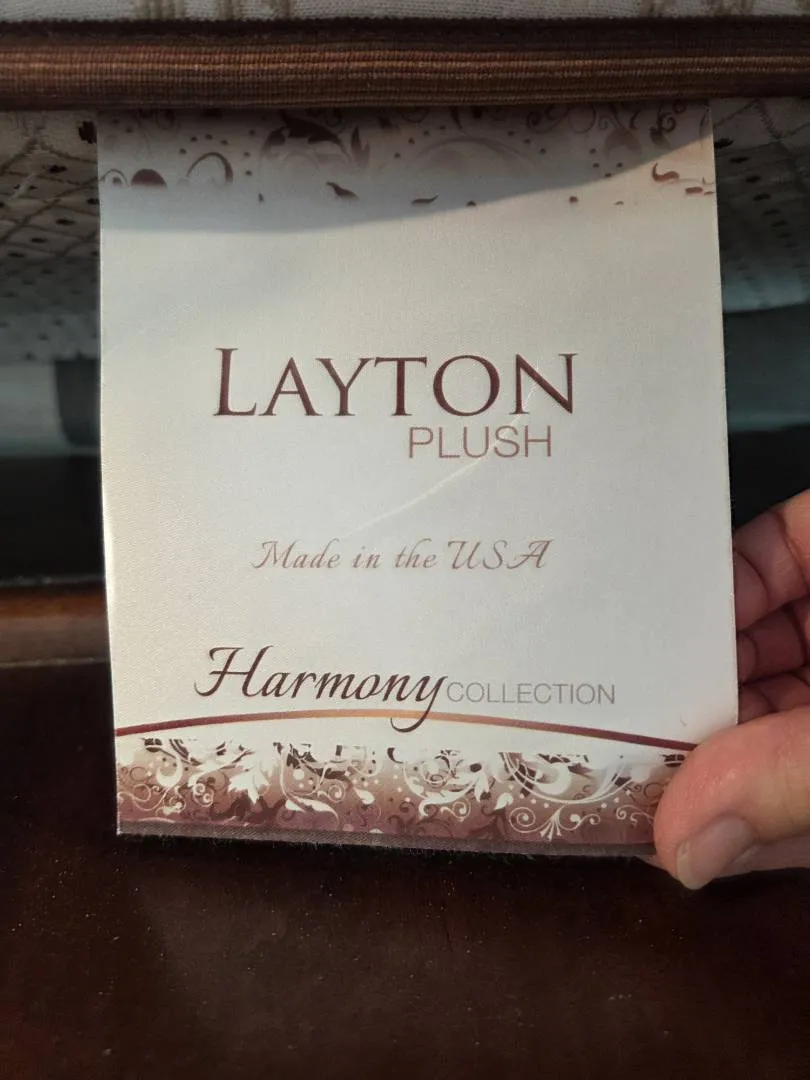 LAYTON
PLUSH
Made in the USA
Harmony COLLECTION